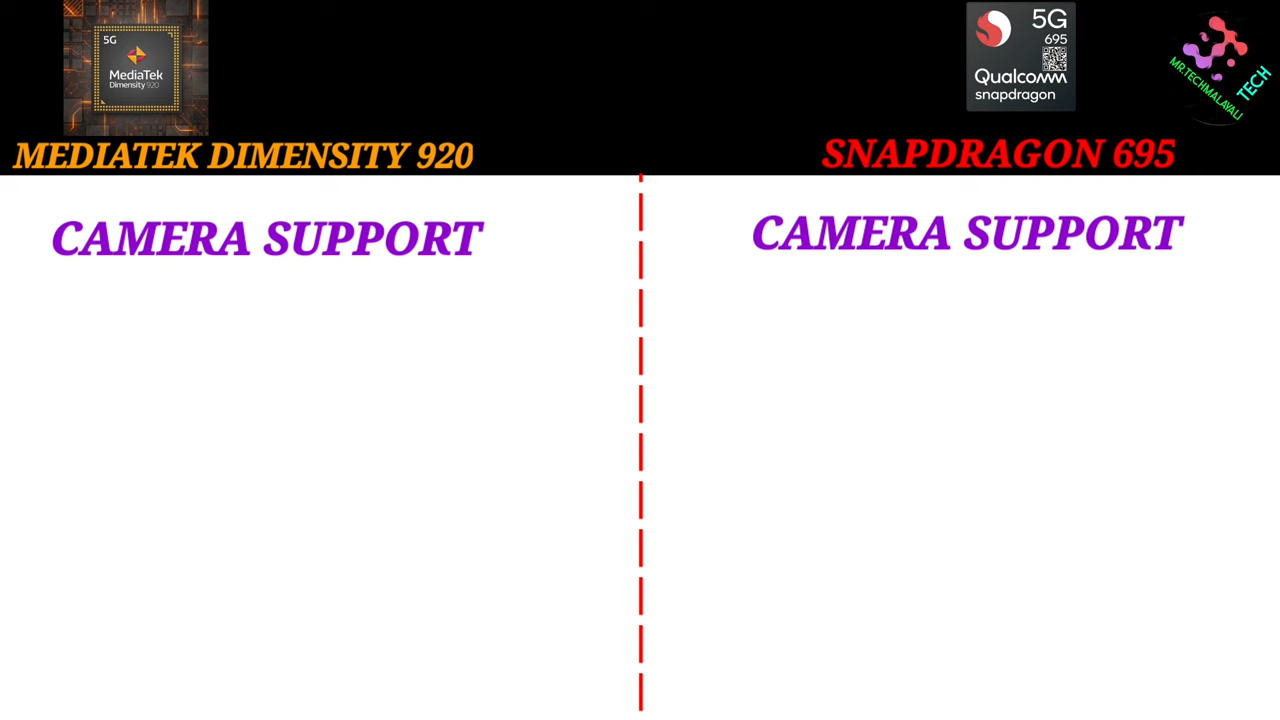 5G
MediaTek
Dimensity 920
5G
695
Qualcomm
snapdragon
MR.TECHMALAYALI
TECH
MEDIATEK DIMENSITY 920
SNAPDRAGON 695
CAMERA SUPPORT
CAMERA SUPPORT